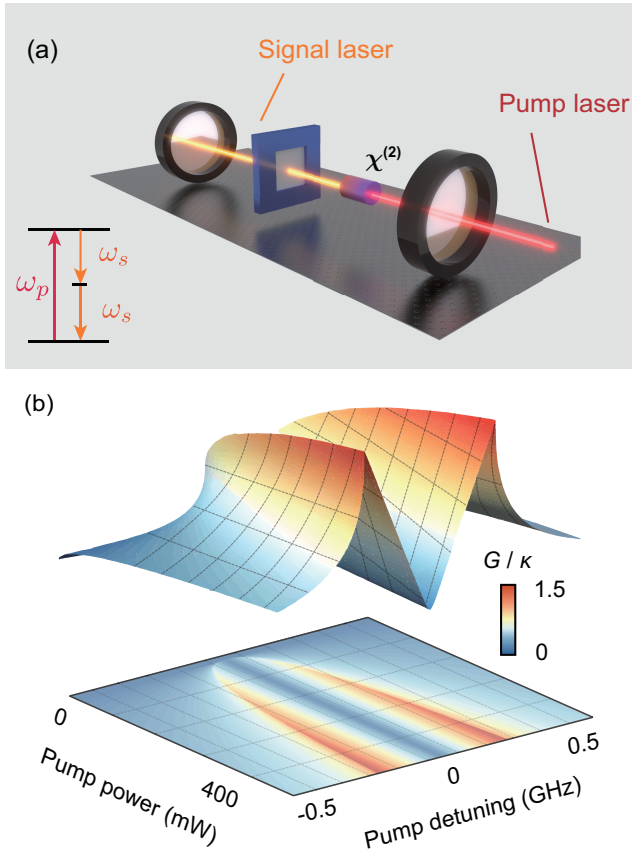 (a)
Signal laser
Pump laser
χ(2)
ωs
ωp
ωs
(b)
G / κ
1.5
0
0
400
Pump power (mW)
-0.5
0
0.5
Pump detuning (GHz)